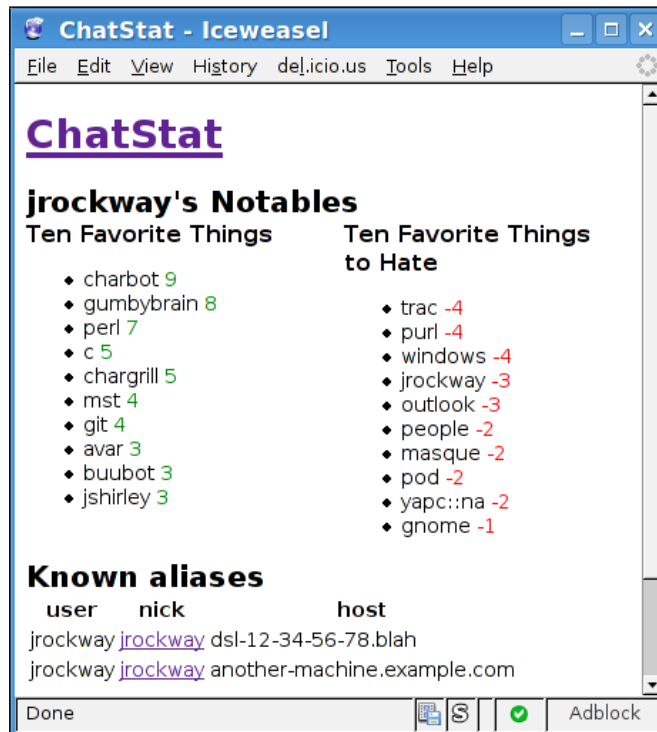 ChatStat - Iceweasel
File Edit View History del.icio.us Tools Help
ChatStat
jrockway's Notables
Ten Favorite Things
charbot 9
gumbybrain 8
perl 7
c 5
chargrill 5
mst 4
git 4
avar 3
buubot 3
jshirley 3
Ten Favorite Things
to Hate
trac -4
purl -4
windows -4
jrockway -3
outlook -3
people -2
masque -2
pod -2
yapc::na -2
gnome -1
Known aliases
user nick host
jrockway jrockway dsl-12-34-56-78.blah
jrockway jrockway another-machine.example.com
Done S Adblock